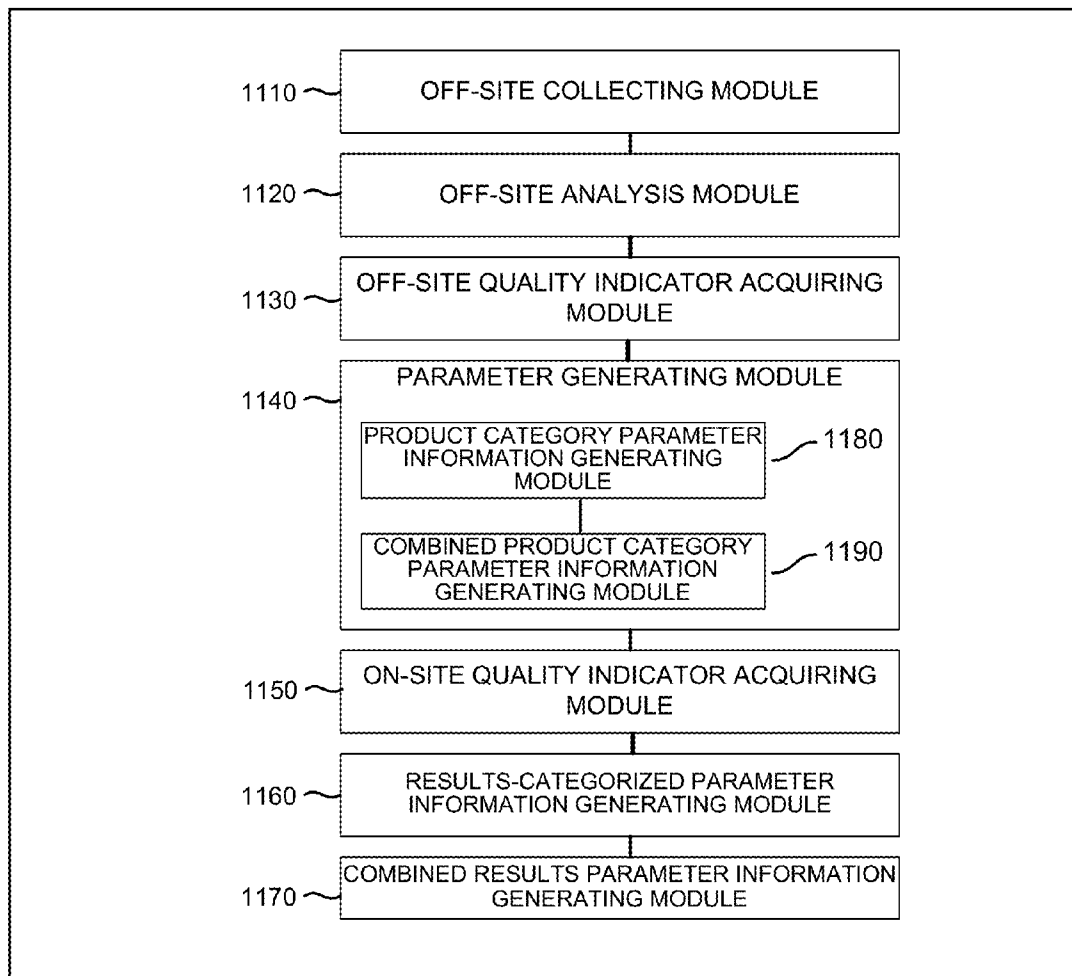 1110 OFF-SITE COLLECTING MODULE
1120 OFF-SITE ANALYSIS MODULE
OFF-SITE QUALITY INDICATOR ACQUIRING
1130 MODULE
PARAMETER GENERATING MODULE
1140
PRODUCT CATEGORY PARAMETER
INFORMATION GENERATING
MODULE
1180
COMBINED PRODUCT CATEGORY
PARAMETER INFORMATION
GENERATING MODULE
1190
ON-SITE QUALITY INDICATOR ACQUIRING
1150 MODULE
RESULTS-CATEGORIZED PARAMETER
1160 INFORMATION GENERATING MODULE
COMBINED RESULTS PARAMETER INFORMATION
1170 GENERATING MODULE